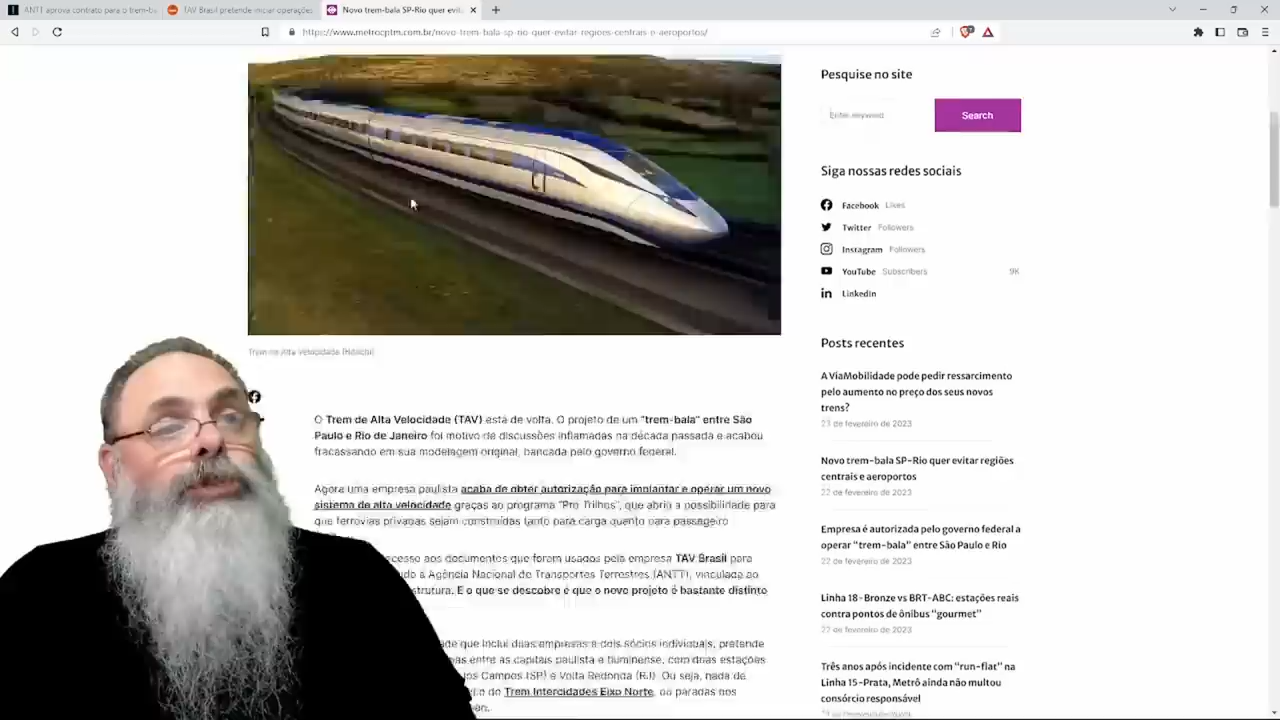 ANTT aprova contrato para o trem-ba
TAV Brasil pretende iniciar operações
Novo trem-bala SP-Rio quer evit
https://www.metrocptm.com.br/novo-trem-bala-sp-rio-quer-evitar-regioes-centrais-e-aeroportos/
Pesquise no site
Enter keyword
Search
Siga nossas redes sociais
Facebook Likes
Twitter Followers
Instagram Followers
YouTube Subscribers 9K
LinkedIn
Posts recentes
A ViaMobilidade pode pedir ressarcimento
pelo aumento no preço dos seus novos
trens?
23 de fevereiro de 2023
Novo trem-bala SP-Rio quer evitar regiões
centrais e aeroportos
22 de fevereiro de 2023
Empresa é autorizada pelo governo federal a
operar "trem-bala" entre São Paulo e Rio
22 de fevereiro de 2023
Linha 18-Bronze vs BRT-ABC: estações reais
contra pontos de ônibus "gourmet"
22 de fevereiro de 2023
Três anos após incidente com "run-flat" na
Linha 15-Prata, Metrô ainda não multou
consórcio responsável
Trem de Alta Velocidade
O Trem de Alta Velocidade (TAV) está de volta. O projeto de um "trem-bala" entre São
Paulo e Rio de Janeiro foi motivo de discussões inflamadas na década passada e acabou
fracassando em sua modelagem original, bancada pelo governo federal.
Agora uma empresa paulista acaba de obter autorização para implantar e operar um novo
sistema de alta velocidade graças ao programa "Pro Trilhos", que abriu a possibilidade para
que ferrovias privadas sejam construídas tanto para carga quanto para passageiro
cesso aos documentos que foram usados pela empresa TAV Brasil para
a Agência Nacional de Transportes Terrestres (ANTT), vinculada ao
strutura. E o que se descobre é que o novo projeto é bastante distinto
de que inclui duas empresas e dois sócios individuais, pretende
as entre as capitais paulista e fluminense, com duas estações
os Campos (SP) e Volta Redonda (RJ). Ou seja, nada de
Trem Intercidades Eixo Norte, ou paradas nos